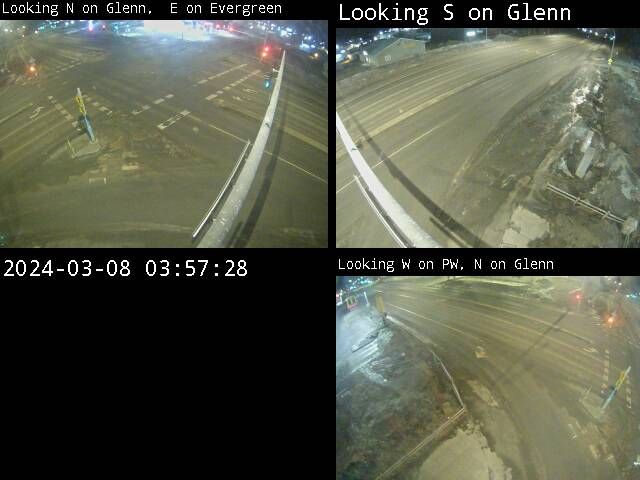 Looking N on Glenn,  E on Evergreen
Looking S on Glenn
2024-03-08 03:57:28
Looking W on PW, N on Glenn